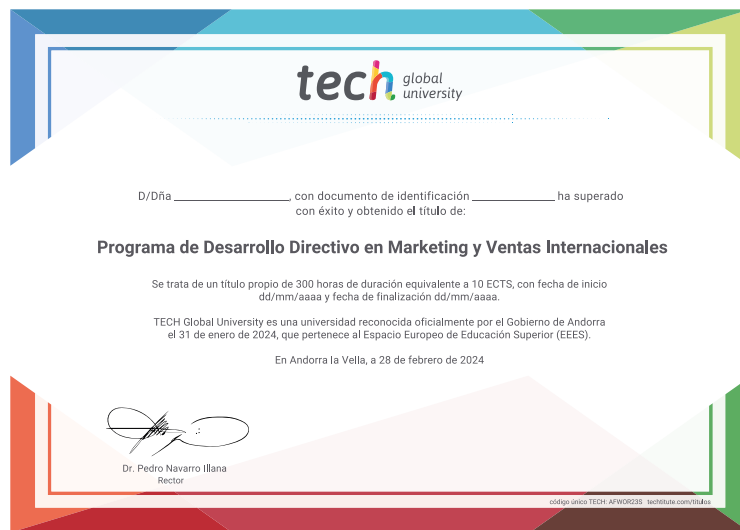 tech global university
D/Dña ____________________, con documento de identificación ______________ ha superado
con éxito y obtenido el título de:
Programa de Desarrollo Directivo en Marketing y Ventas Internacionales
Se trata de un título propio de 300 horas de duración equivalente a 10 ECTS, con fecha de inicio
dd/mm/aaaa y fecha de finalización dd/mm/aaaa.
TECH Global University es una universidad reconocida oficialmente por el Gobierno de Andorra
el 31 de enero de 2024, que pertenece al Espacio Europeo de Educación Superior (EEES).
En Andorra la Vella, a 28 de febrero de 2024
Dr. Pedro Navarro Illana
Rector
código único TECH: AFWOR23S techtitute.com/titulos